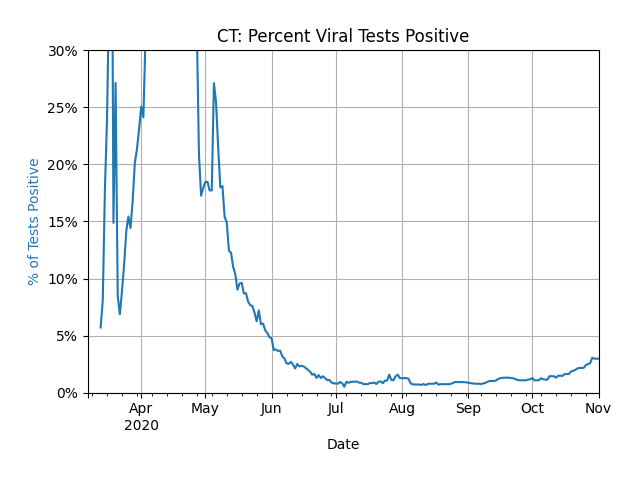 CT: Percent Viral Tests Positive
30%
25%
20%
15%
10%
5%
0%
% of Tests Positive
Apr May Jun Jul Aug Sep Oct Nov
2020
Date